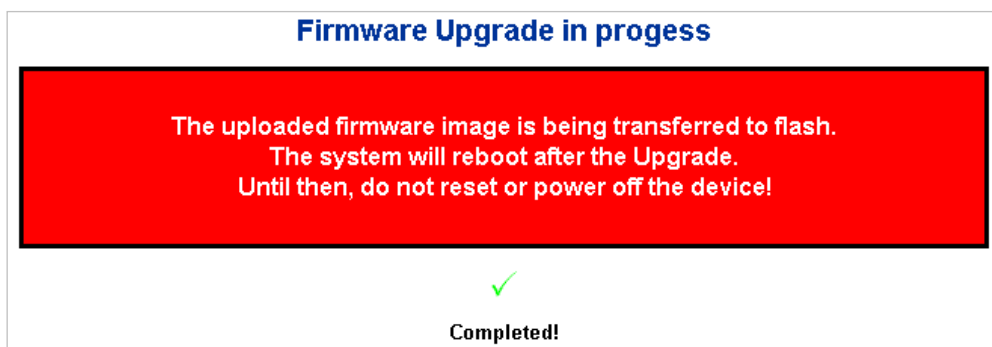 Firmware Upgrade in progess
The uploaded firmware image is being transferred to flash.
The system will reboot after the Upgrade.
Until then, do not reset or power off the device!
Completed!